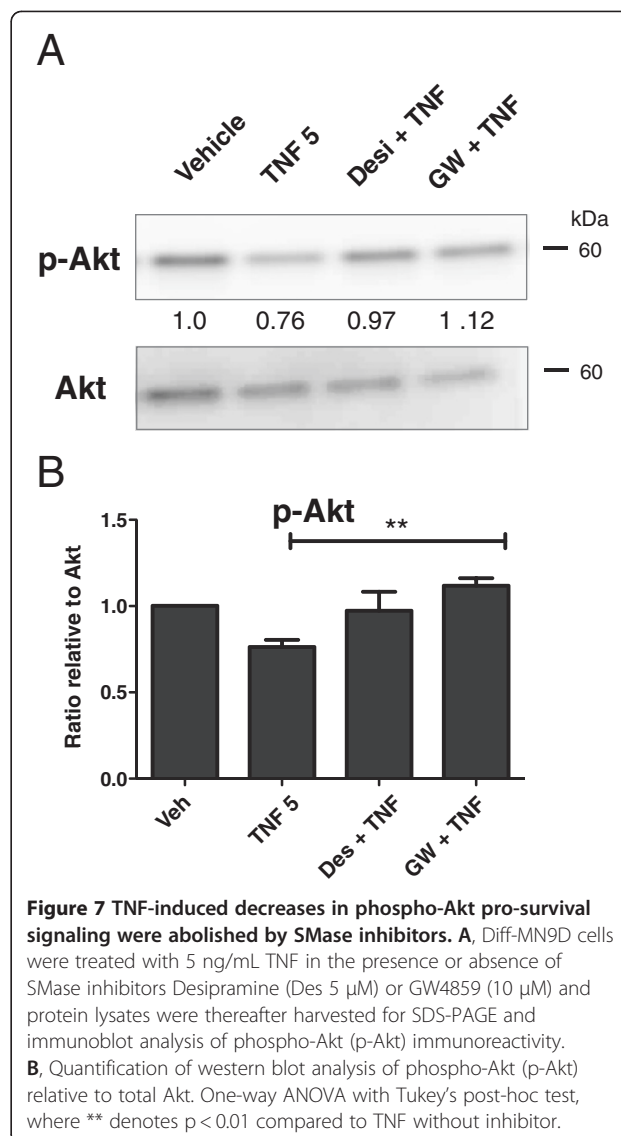 A
Vehicle TNF 5 Desi + TNF GW + TNF
kDa
p-Akt 60
1.0 0.76 0.97 1 .12
Akt 60
B
p-Akt
**
Ratio relative to Akt
1.5
1.0
0.5
0.0
Veh TNF 5 Des + TNF GW + TNF
Figure 7 TNF-induced decreases in phospho-Akt pro-survival
signaling were abolished by SMase inhibitors. A, Diff-MN9D cells
were treated with 5 ng/mL TNF in the presence or absence of
SMase inhibitors Desipramine (Des 5 μM) or GW4859 (10 μM) and
protein lysates were thereafter harvested for SDS-PAGE and
immunoblot analysis of phospho-Akt (p-Akt) immunoreactivity.
B, Quantification of western blot analysis of phospho-Akt (p-Akt)
relative to total Akt. One-way ANOVA with Tukey's post-hoc test,
where ** denotes p < 0.01 compared to TNF without inhibitor.